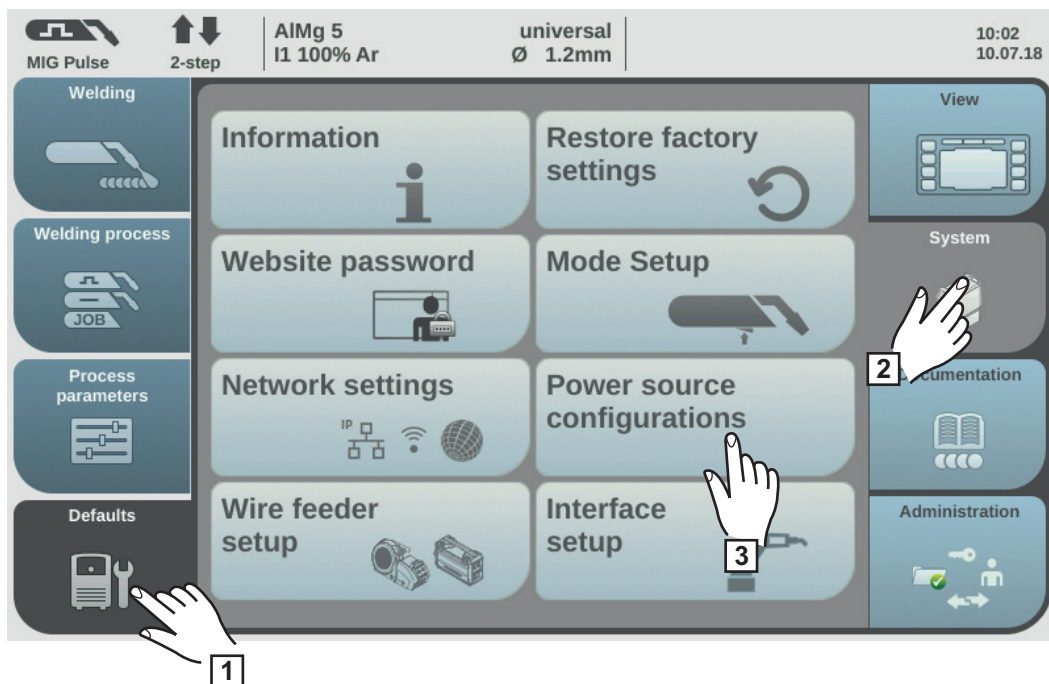 MIG Pulse
2-step
AlMg 5
I1 100% Ar
universal
Ø 1.2mm
10:02
10.07.18
Welding
Welding process
JOB
Process
parameters
Defaults
Information
Restore factory
settings
Website password
Mode Setup
Network settings
IP
Power source
configurations
Wire feeder
setup
Interface
setup
View
System
Administration
1
2
3